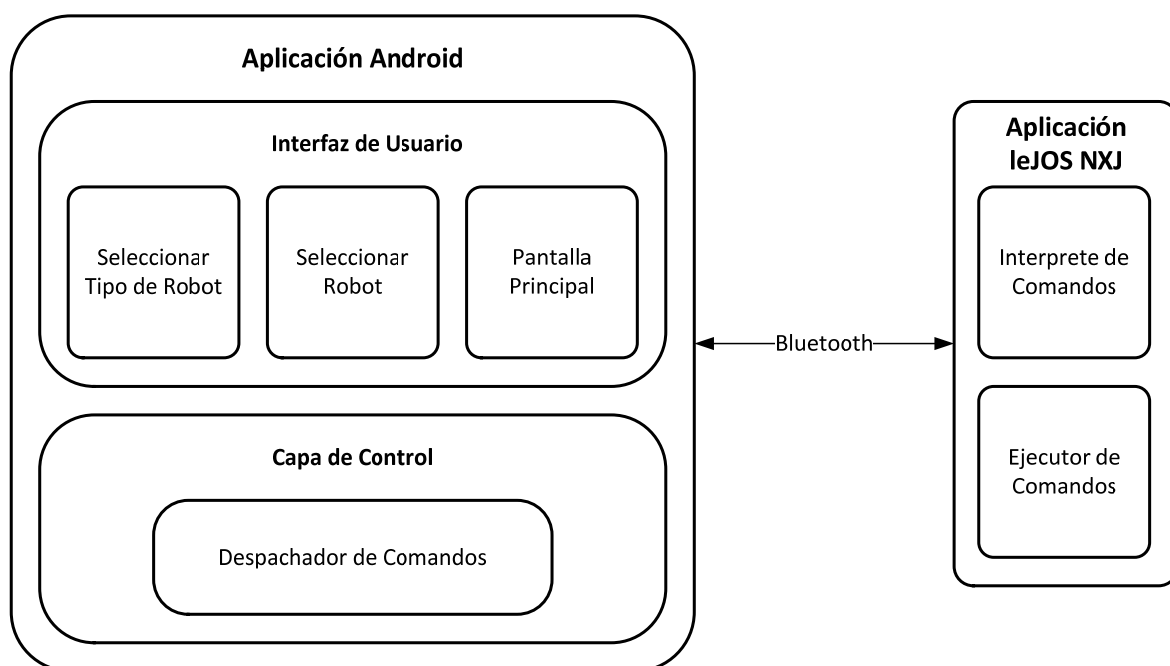 Aplicación Android
Interfaz de Usuario
Seleccionar
Tipo de Robot
Seleccionar
Robot
Pantalla
Principal
Capa de Control
Despachador de Comandos
Bluetooth
Aplicación
leJOS NXJ
Interprete de
Comandos
Ejecutor de
Comandos